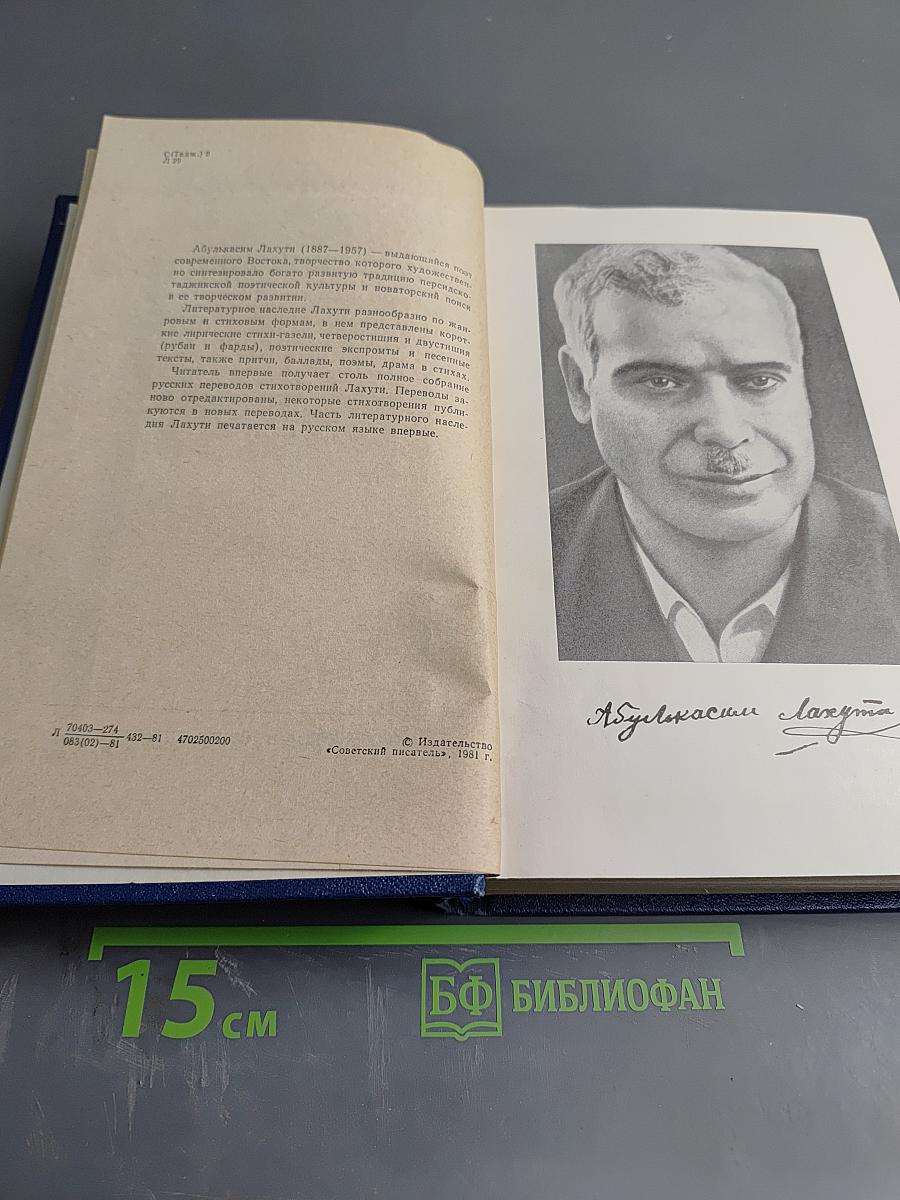 С(Тадж.) 2
Л 29
Абулькасим Лахути (1887—1957) — выдающийся поэт
современного Востока, творчество которого художествен-
но синтезировало богато развитую традицию персидско-
таджикской поэтической культуры и новаторский поиск
в ее творческом развитии.
Литературное наследие Лахути разнообразно по жан-
ровым и стиховым формам, в нем представлены корот-
кие лирические стихи-газели, четверостишия и двустишия
(рубаи и фарды), поэтические экспромты и песенные
тексты, также притчи, баллады, поэмы, драма в стихах.
Читатель впервые получает столь полное собрание
русских переводов стихотворений Лахути. Переводы за-
ново отредактированы, некоторые стихотворения публи-
куются в новых переводах. Часть литературного насле-
дия Лахути печатается на русском языке впервые.
Л 70403—274
083(02)—81 432—81 4702500200
© Издательство
«Советский писатель», 1981 г.
Абулькасим Лахути
15 см
БФ БИБЛИОФАН